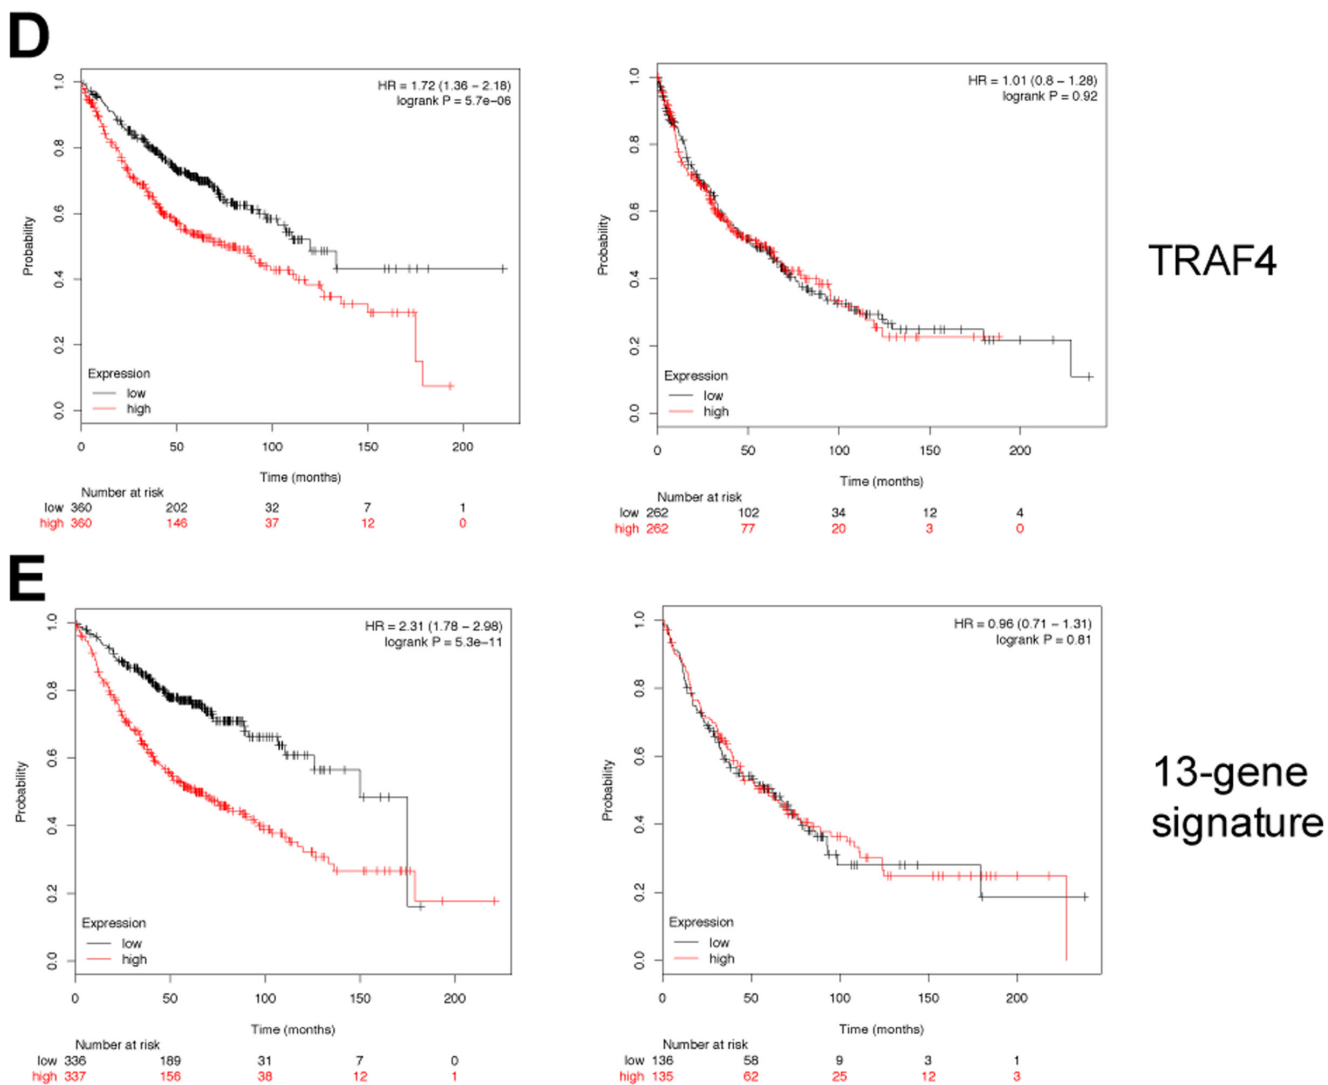 D
HR = 1.72 (1.36 − 2.18)
logrank P = 5.7e−06
Probability
1.0
0.8
0.6
0.4
0.2
0.0
Expression
low
high
0 50 100 150 200
Time (months)
Number at risk
low 360 202 32 7 1
high 360 146 37 12 0
HR = 1.01 (0.8 − 1.28)
logrank P = 0.92
Probability
1.0
0.8
0.6
0.4
0.2
0.0
Expression
low
high
0 50 100 150 200
Time (months)
Number at risk
low 262 102 34 12 4
high 262 77 20 3 0
TRAF4
E
HR = 2.31 (1.78 − 2.98)
logrank P = 5.3e−11
Probability
1.0
0.8
0.6
0.4
0.2
0.0
Expression
low
high
0 50 100 150 200
Time (months)
Number at risk
low 336 189 31 7 0
high 337 156 38 12 1
HR = 0.96 (0.71 − 1.31)
logrank P = 0.81
Probability
1.0
0.8
0.6
0.4
0.2
0.0
Expression
low
high
0 50 100 150 200
Time (months)
Number at risk
low 136 58 9 3 1
high 135 62 25 12 3
13-gene
signature